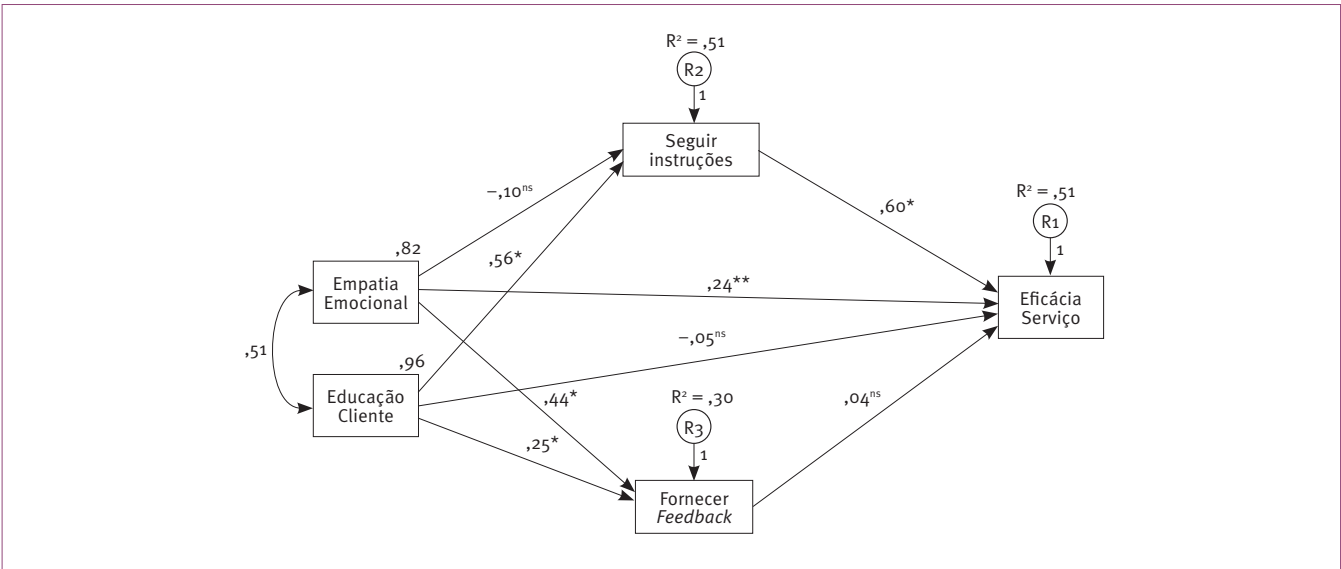 R² = ,51
R2
1
Seguir
instruções
R² = ,51
R1
1
–,10ns
,60*
,82
,56*
Empatia
Emocional
,24**
Eficácia
Serviço
,51
–,05ns
,96
Educação
Cliente
,44*
R² = ,30
,04ns
R3
,25*
1
Fornecer
Feedback